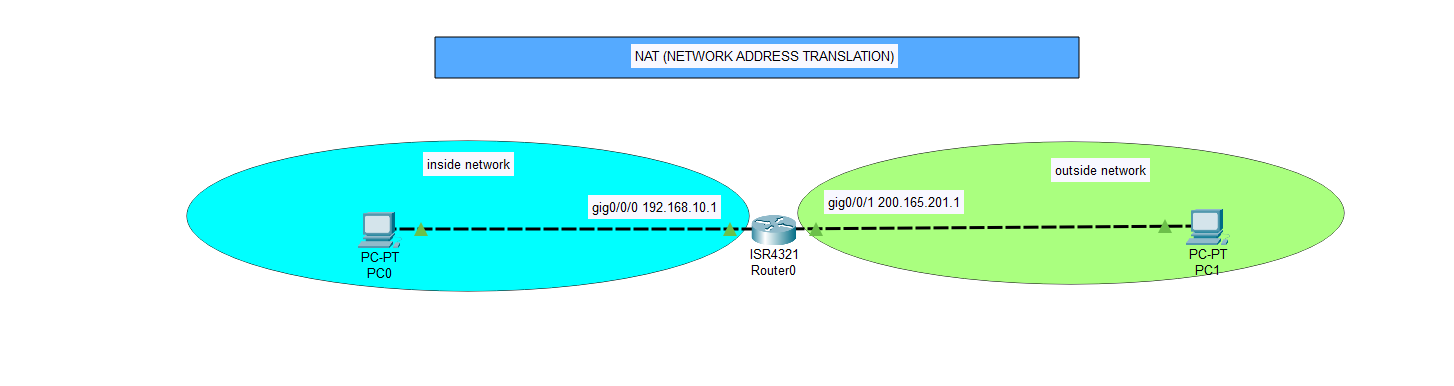 NAT (NETWORK ADDRESS TRANSLATION)
inside network
outside network
gig0/0/0 192.168.10.1
gig0/0/1 200.165.201.1
PC-PT
PC0
ISR4321
Router0
PC-PT
PC1